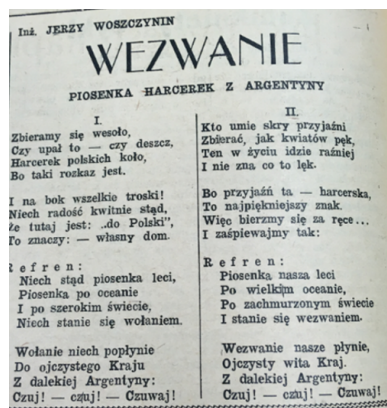 Inż. JERZY WOSZCZYNIN
WEZWANIE
PIOSENKA HARCEREK Z ARGENTYNY
I.
Zbieramy się wesoło,
Czy upał to — czy deszcz,
Harcerek polskich koło,
Bo taki rozkaz jest.
I na bok wszelkie troski!
Niech radość kwitnie stąd,
Że tutaj jest: „do Polski”,
To znaczy: — własny dom.
Refren:
Niech stąd piosenka leci,
Piosenka po oceanie
I po szerokim świecie,
Niech stanie się wołaniem.
Wołanie niech popłynie
Do ojczystego Kraju
Z dalekiej Argentyny:
Czuj! — czuj! — Czuwaj!
II.
Kto umie skry przyjaźni
Zbierać, jak kwiatów pęk,
Ten w życiu idzie raźniej
I nie zna co to lęk.
Bo przyjaźń ta — harcerska,
To najpiękniejszy znak.
Więc bierzmy się za ręce...
I zaśpiewajmy tak:
Refren:
Piosenka nasza leci
Po wielkim oceanie,
Po zachmurzonym świecie
I stanie się wezwaniem.
Wezwanie nasze płynie,
Ojczysty wita Kraj.
Z dalekiej Argentyny:
Czuj! — czuj! — Czuwaj!